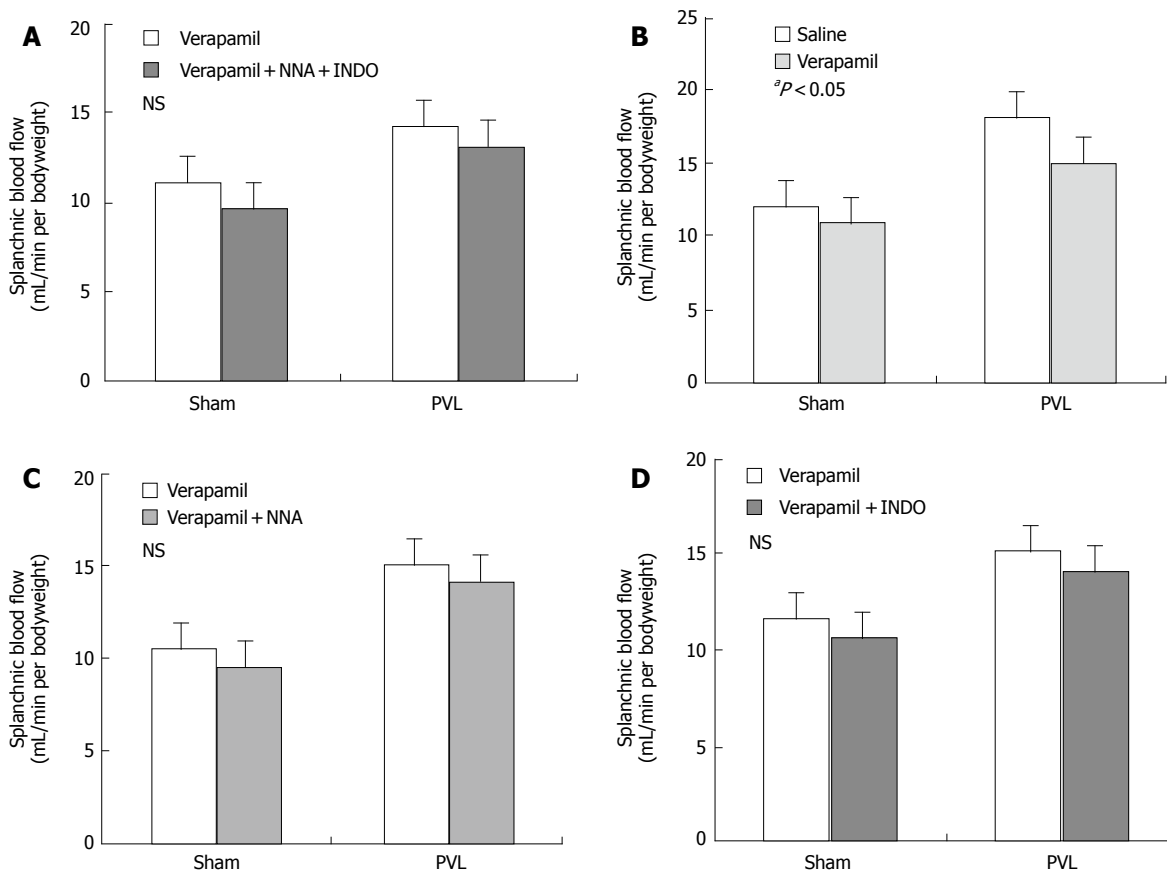 A
Verapamil
Verapamil + NNA + INDO
NS
Splanchnic blood flow
(mL/min per bodyweight)
20
15
10
5
0
Sham
PVL
B
Saline
Verapamil
ᵃP < 0.05
Splanchnic blood flow
(mL/min per bodyweight)
25
20
15
10
5
0
Sham
PVL
C
Verapamil
Verapamil + NNA
NS
Splanchnic blood flow
(mL/min per bodyweight)
20
15
10
5
0
Sham
PVL
D
Verapamil
Verapamil + INDO
NS
Splanchnic blood flow
(mL/min per bodyweight)
20
15
10
5
0
Sham
PVL